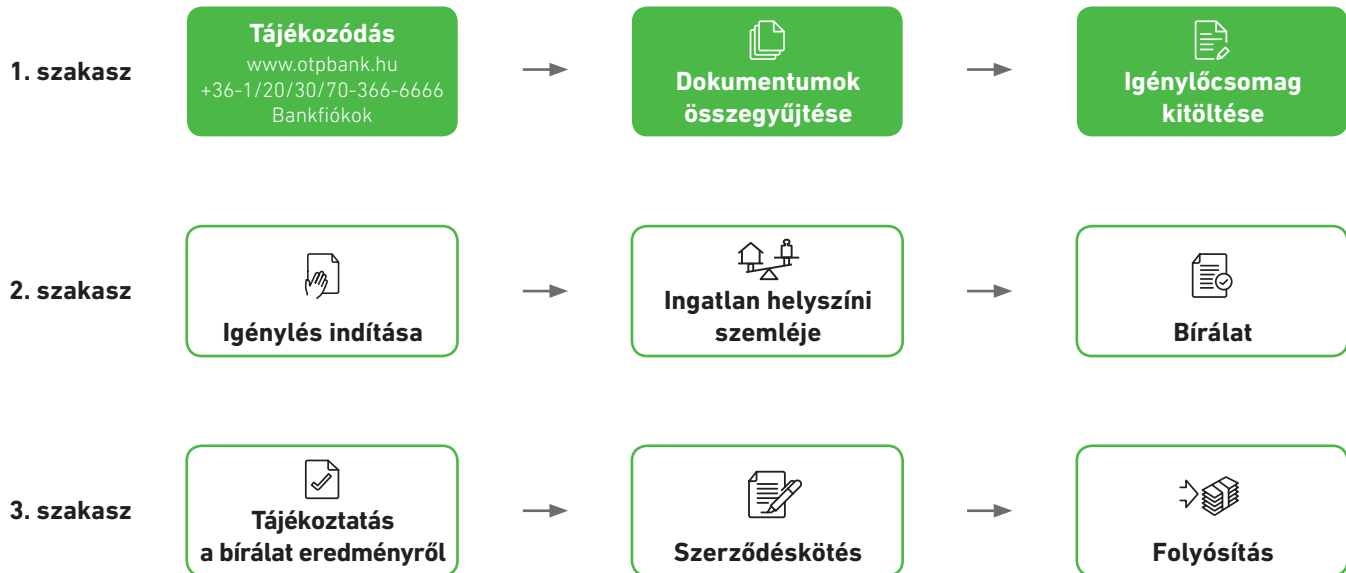 1. szakasz
Tájékozódás
www.otpbank.hu
+36-1/20/30/70-366-6666
Bankfiókok
Dokumentumok
összegyűjtése
Igénylőcsomag
kitöltése
2. szakasz
Igénylés indítása
Ingatlan helyszíni
szemléje
Bírálat
3. szakasz
Tájékoztatás
a bírálat eredményről
Szerződéskötés
Folyósítás